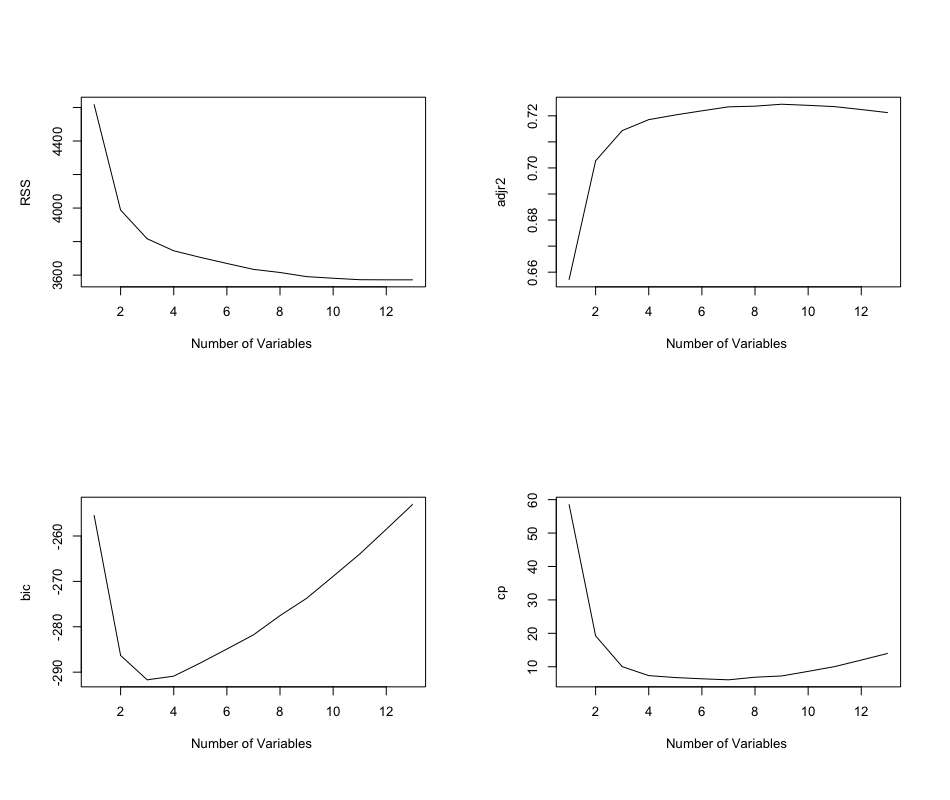 RSS
4400
4000
3600
2 4 6 8 10 12
Number of Variables
adjr2
0.72
0.70
0.68
0.66
2 4 6 8 10 12
Number of Variables
bic
-260
-270
-280
-290
2 4 6 8 10 12
Number of Variables
cp
60
50
40
30
20
10
2 4 6 8 10 12
Number of Variables